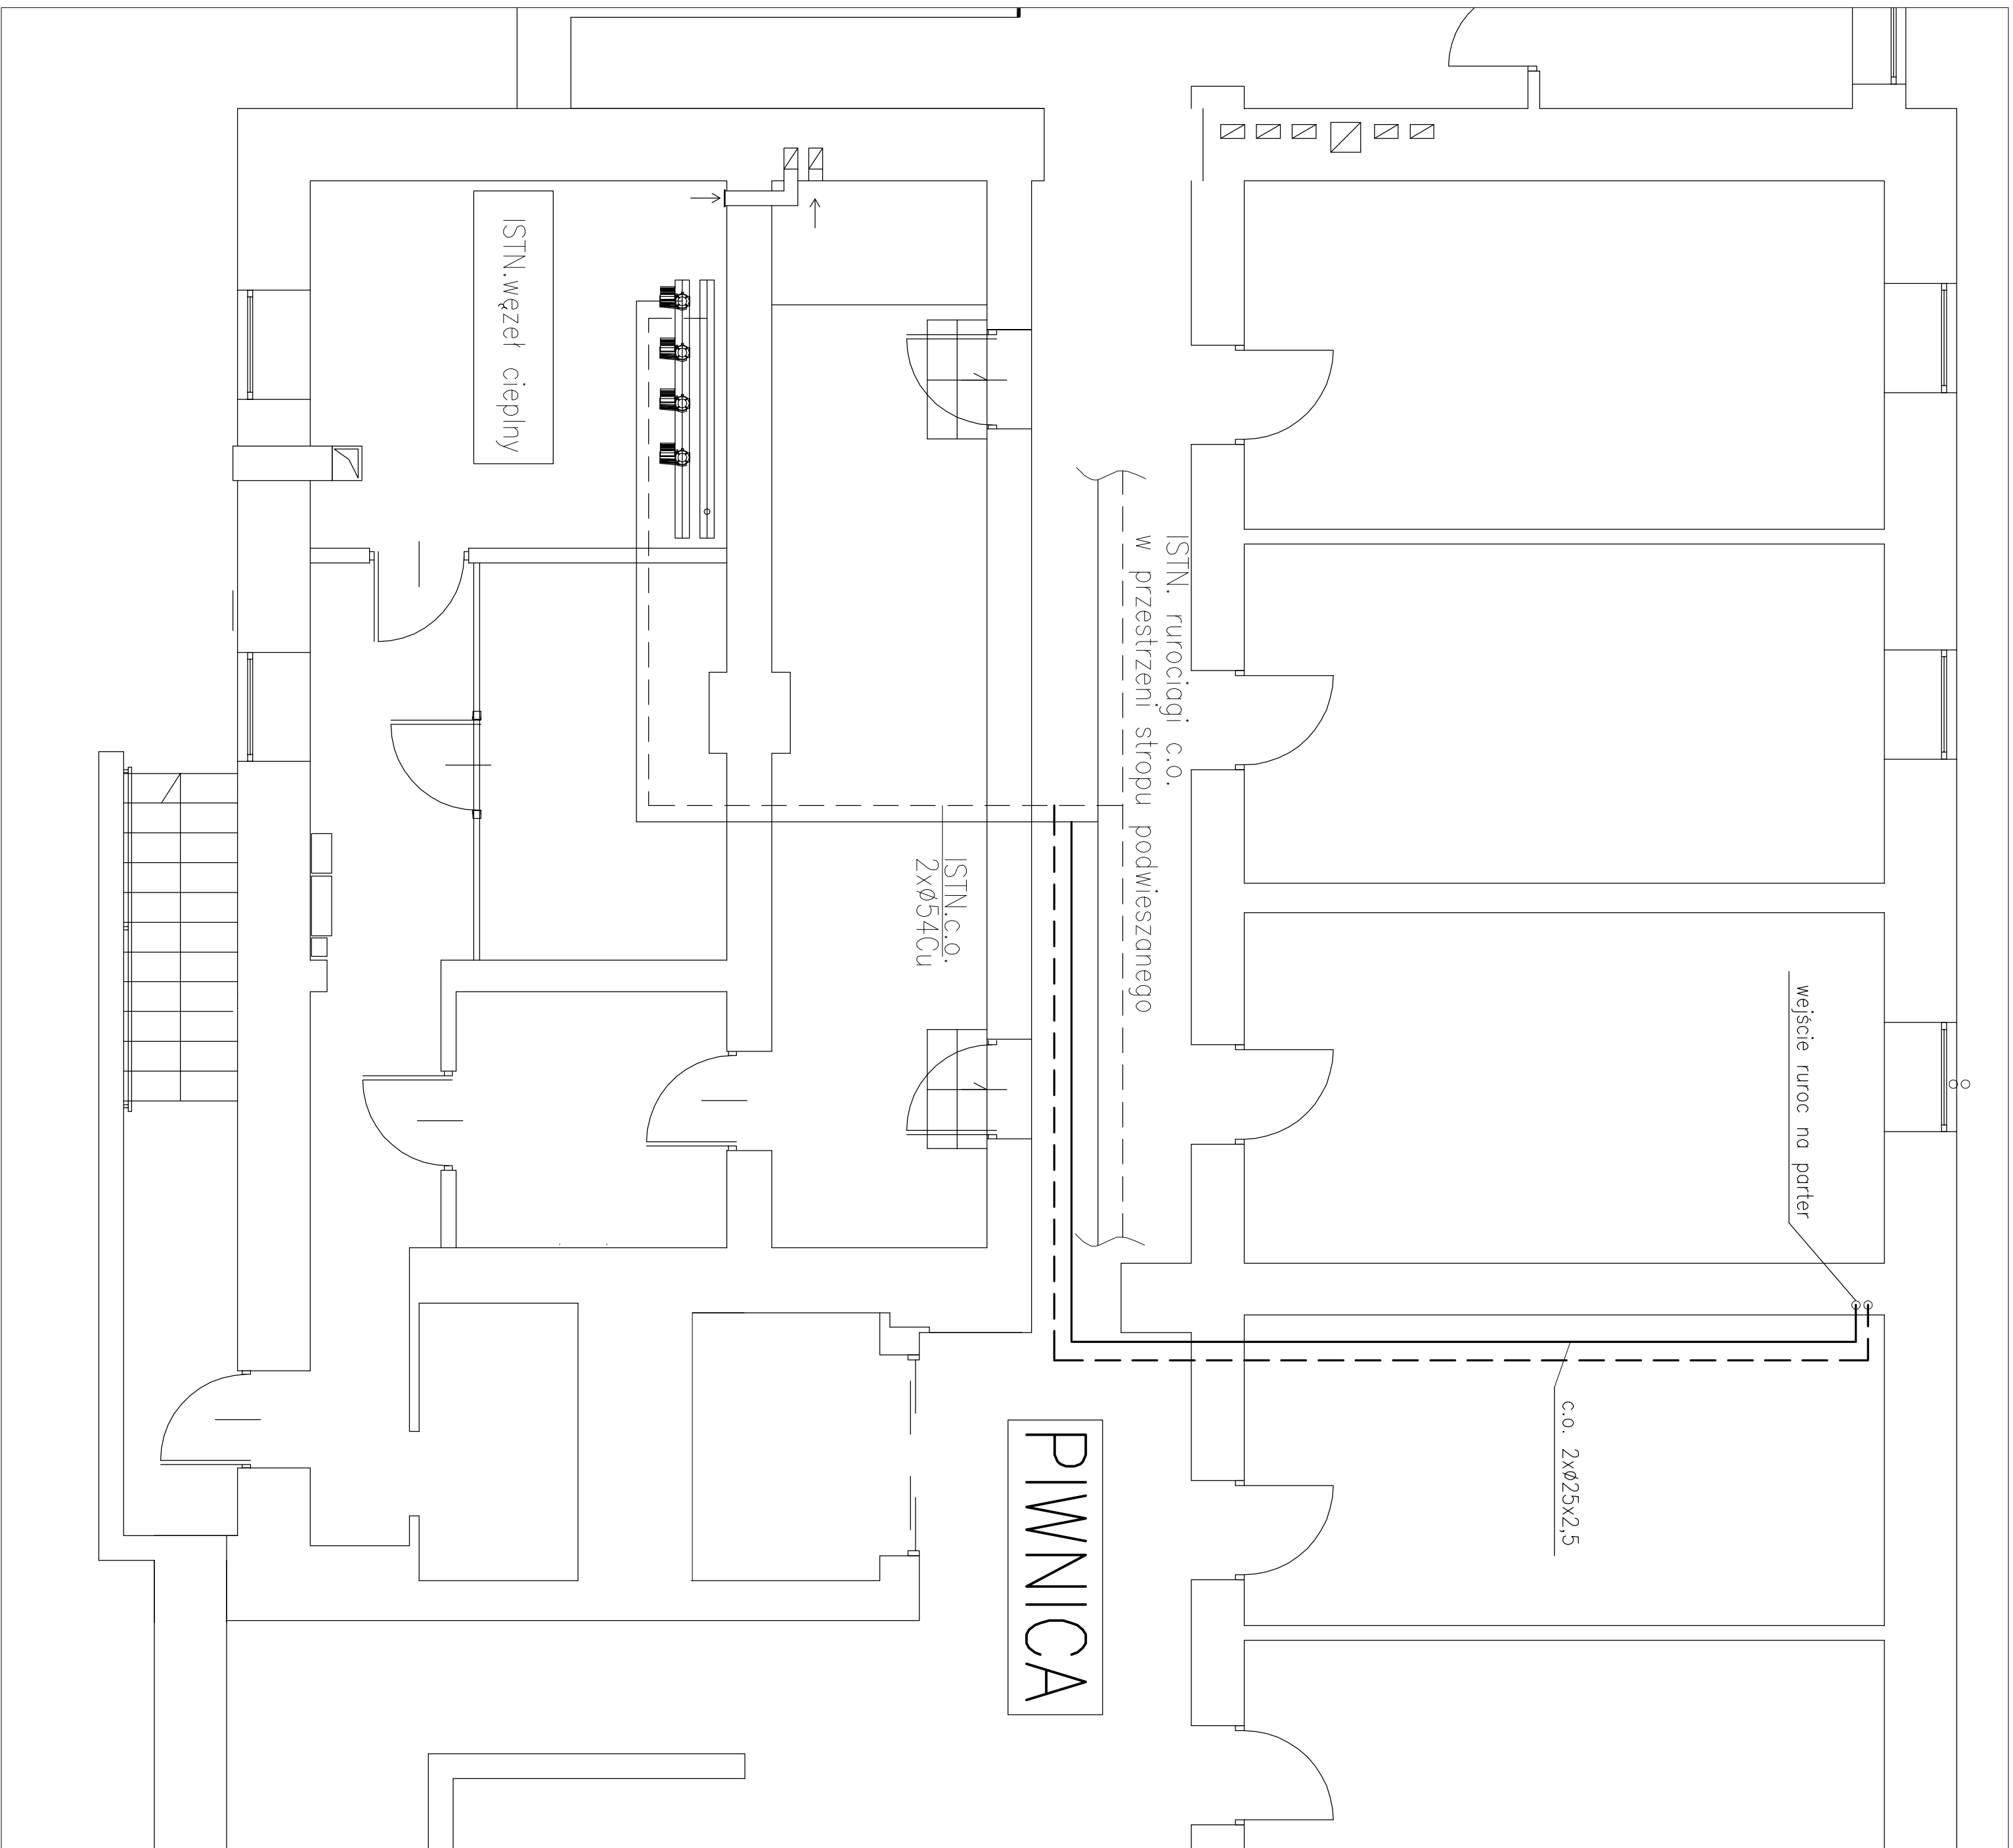 ISTN.węzeł cieplny
ISTN. rurociągi c.o.
w przestrzeni stropu podwieszanego
ISTN.c.o.
2xø54Cu
wejście ruroc na parter
c.o. 2xø25x2,5
PIWNICA